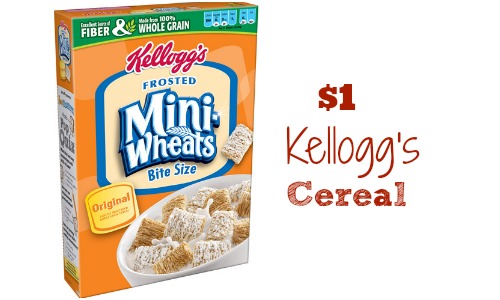 Excellent Source of
FIBER &
Made from 100%
WHOLE GRAIN
Kellogg's
FROSTED
Mini-
Wheats
Bite Size
Original
$1
Kellogg's
Cereal